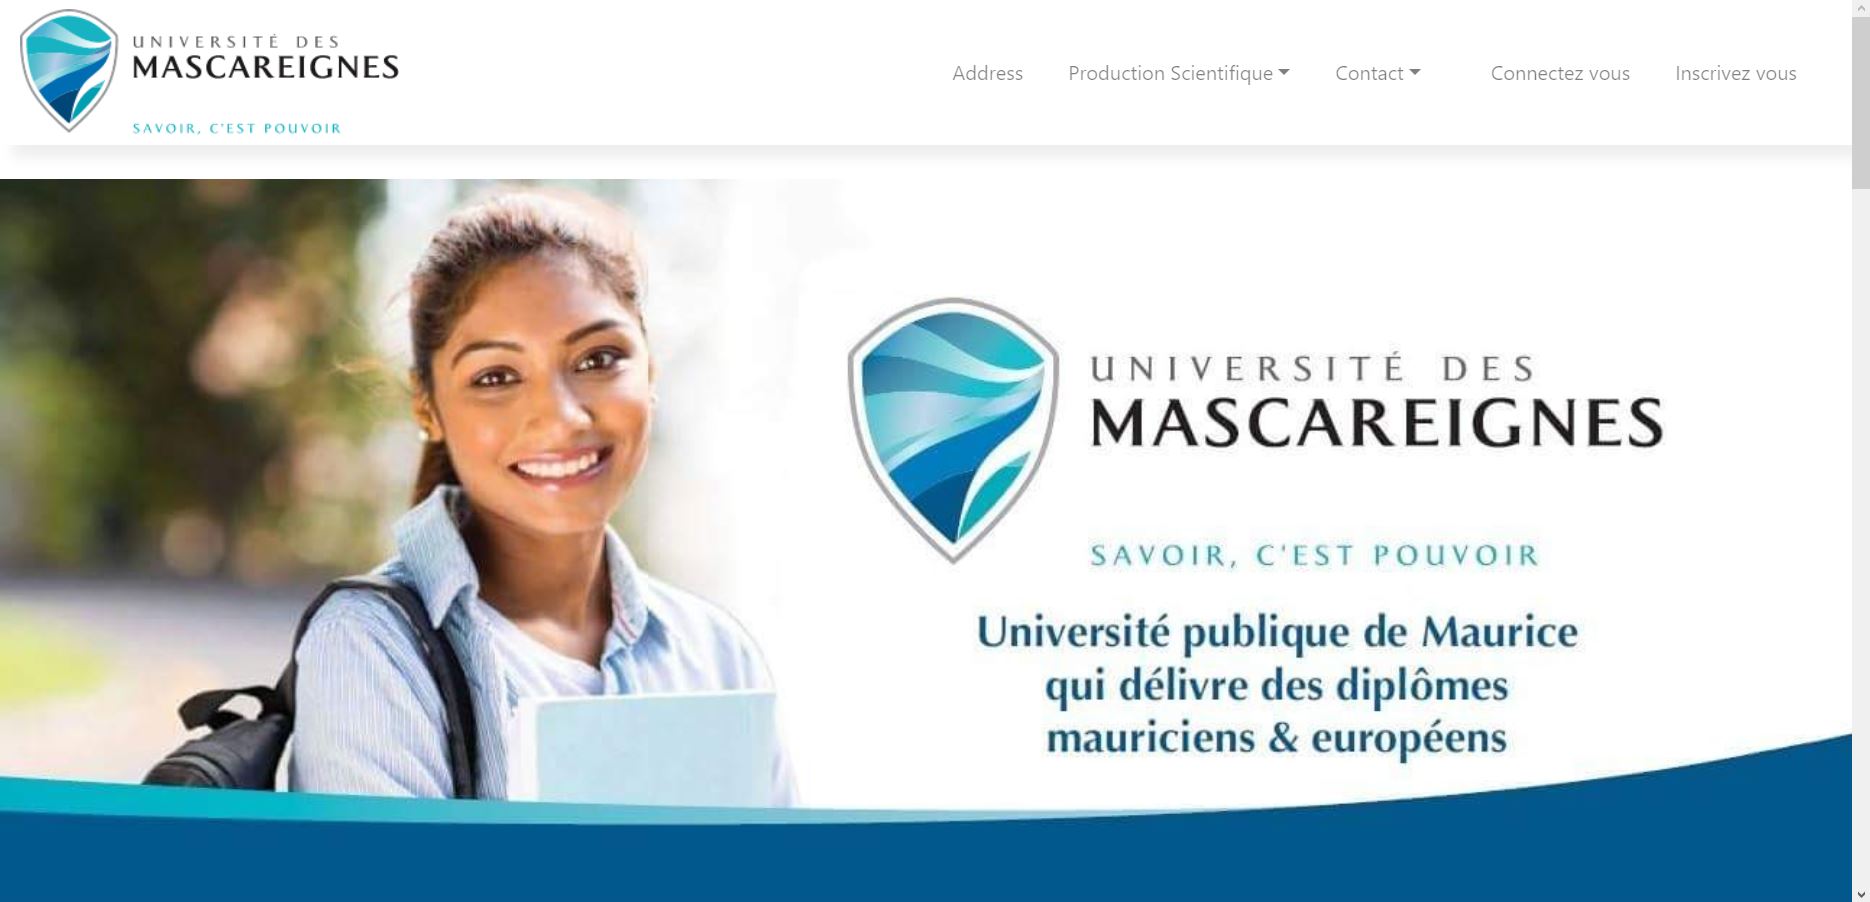 UNIVERSITÉ DES
MASCAREIGNES
SAVOIR, C'EST POUVOIR
Address Production Scientifique Contact Connectez vous Inscrivez vous
UNIVERSITÉ DES
MASCAREIGNES
SAVOIR, C'EST POUVOIR
Université publique de Maurice
qui délivre des diplômes
mauriciens & européens